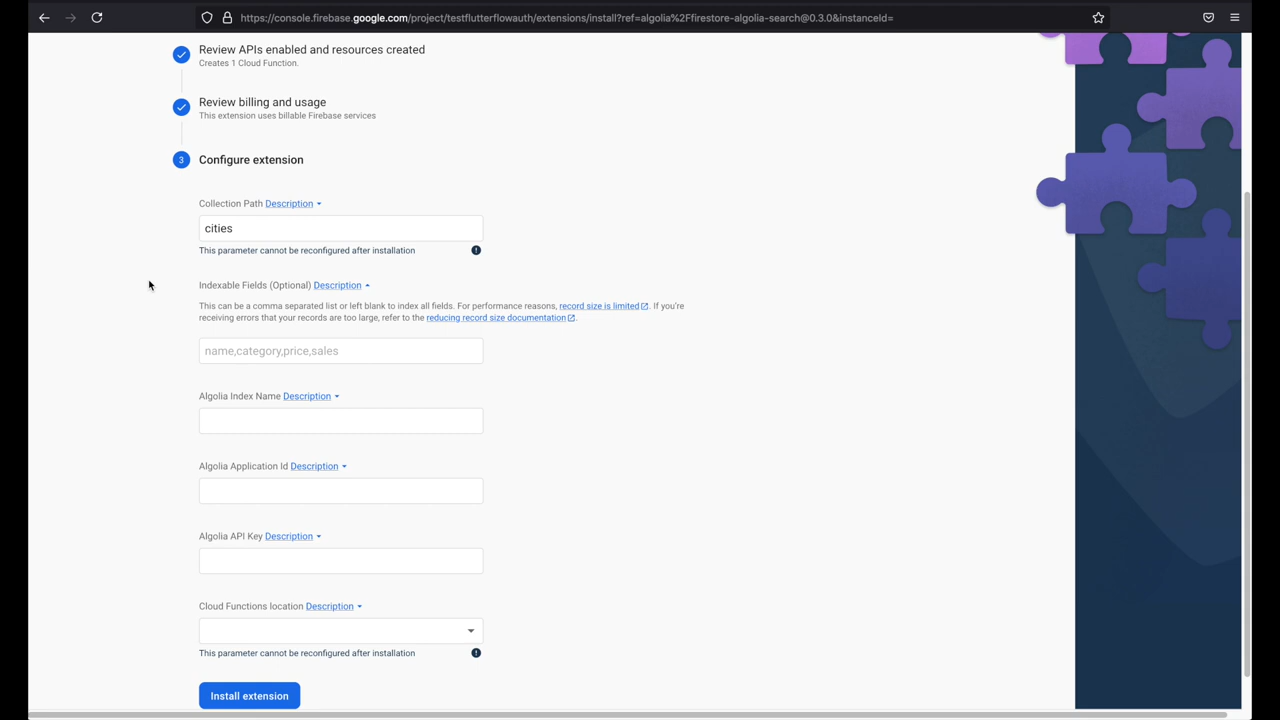 https://console.firebase.google.com/project/testflutterflowauth/extensions/install?ref=algolia%2Ffirestore-algolia-search@0.3.0&instanceId=
Review APIs enabled and resources created
Creates 1 Cloud Function.
Review billing and usage
This extension uses billable Firebase services
3 Configure extension
Collection Path Description
cities
This parameter cannot be reconfigured after installation
Indexable Fields (Optional) Description
This can be a comma separated list or left blank to index all fields. For performance reasons, record size is limited. If you're
receiving errors that your records are too large, refer to the reducing record size documentation.
name,category,price,sales
Algolia Index Name Description
Algolia Application Id Description
Algolia API Key Description
Cloud Functions location Description
This parameter cannot be reconfigured after installation
Install extension